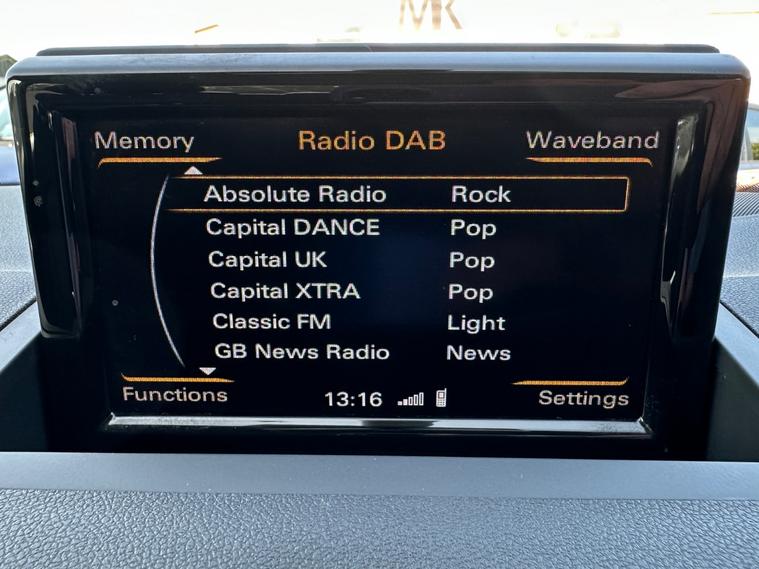 MK
Memory Radio DAB Waveband
Absolute Radio Rock
Capital DANCE Pop
Capital UK Pop
Capital XTRA Pop
Classic FM Light
GB News Radio News
Functions 13:16 Settings